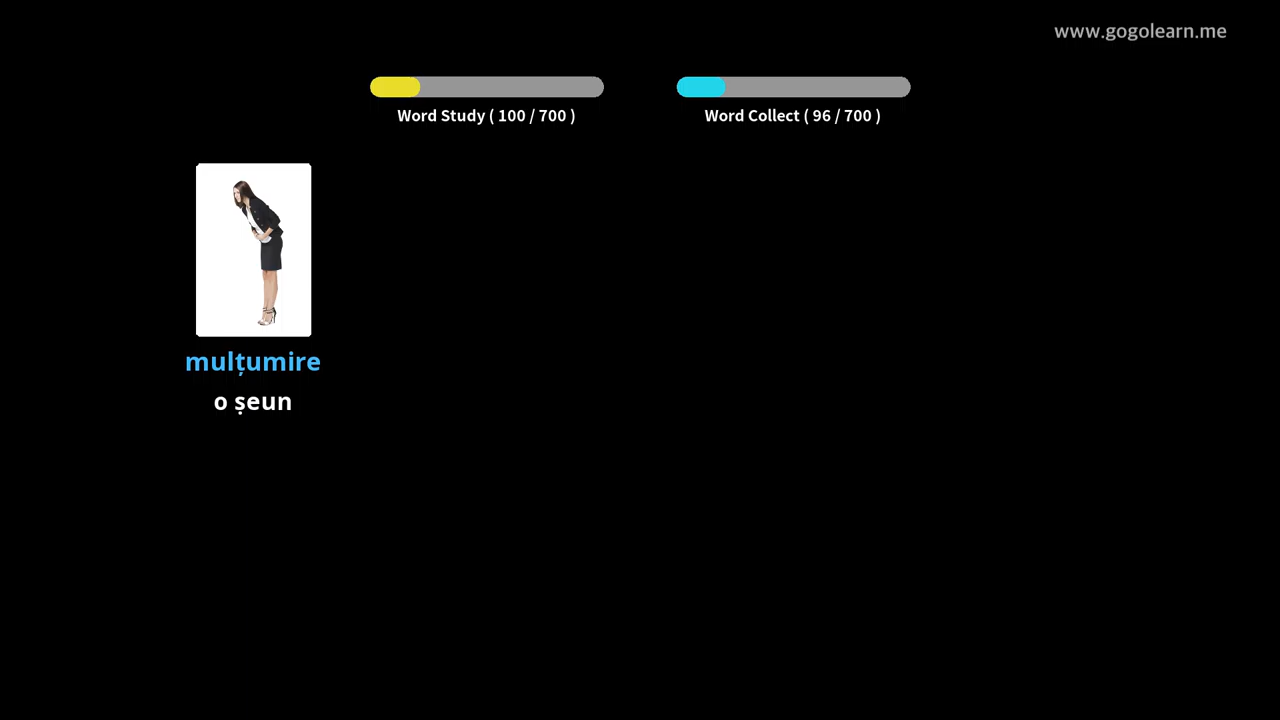 www.gogolearn.me
Word Study ( 100 / 700 )
Word Collect ( 96 / 700 )
mulțumire
o ṣeun